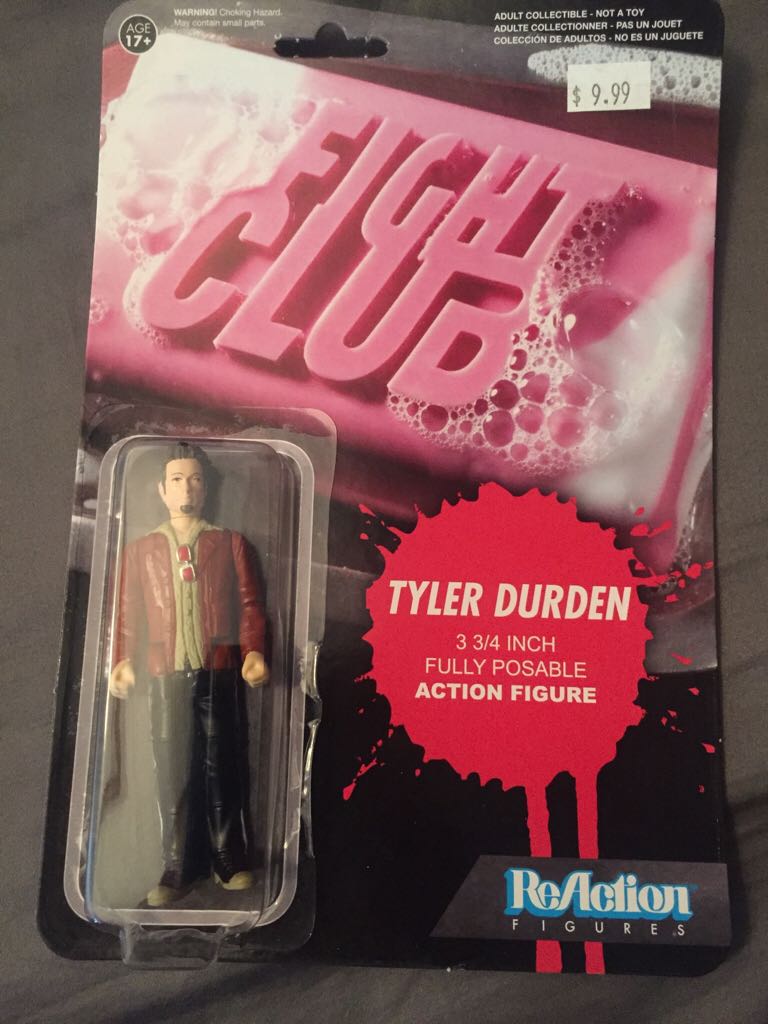 AGE
17+
WARNING! Choking Hazard.
May contain small parts.
ADULT COLLECTIBLE - NOT A TOY
ADULTE COLLECTIONNER - PAS UN JOUET
COLECCIÓN DE ADULTOS - NO ES UN JUGUETE
$ 9.99
FIGHT
CLUB
TYLER DURDEN
3 3/4 INCH
FULLY POSABLE
ACTION FIGURE
ReAction
FIGURES